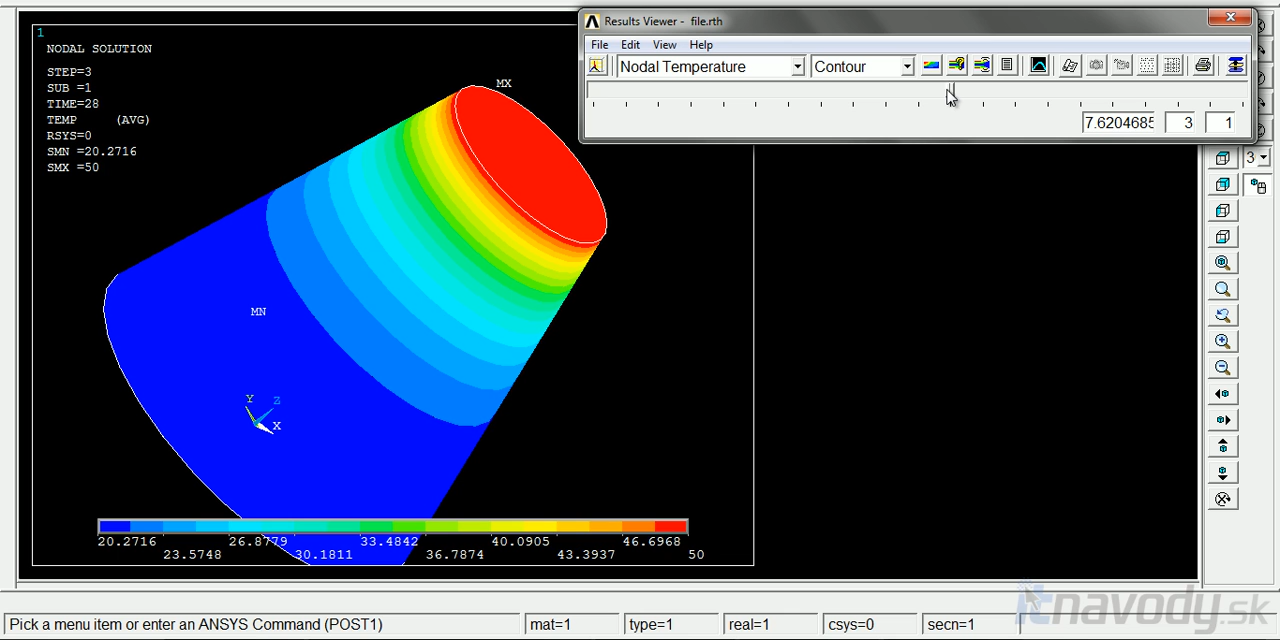 Results Viewer - file.rth
File Edit View Help
Nodal Temperature Contour
7.6204685 3 1
1
NODAL SOLUTION
STEP=3
SUB =1
TIME=28
TEMP (AVG)
RSYS=0
SMN =20.2716
SMX =50
MX
MN
Y Z
X
3
20.2716 26.8779 33.4842 40.0905 46.6968
23.5748 30.1811 36.7874 43.3937 50
itnavody.sk
Pick a menu item or enter an ANSYS Command (POST1) mat=1 type=1 real=1 csys=0 secn=1